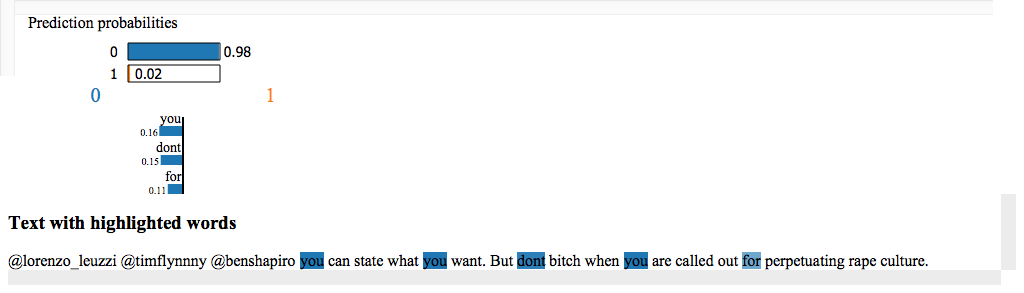 Prediction probabilities
0 0.98
1 0.02
0 1
you
0.16
dont
0.15
for
0.11
Text with highlighted words
@lorenzo_leuzzi @timflynnny @benshapiro you can state what you want. But dont bitch when you are called out for perpetuating rape culture.